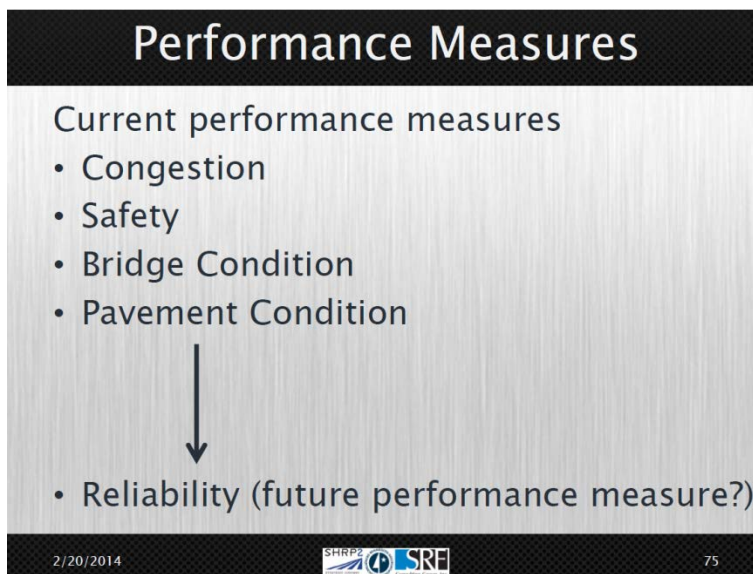 Performance Measures
Current performance measures
• Congestion
• Safety
• Bridge Condition
• Pavement Condition
• Reliability (future performance measure?)
2/20/2014
SHRP2
SRF
75